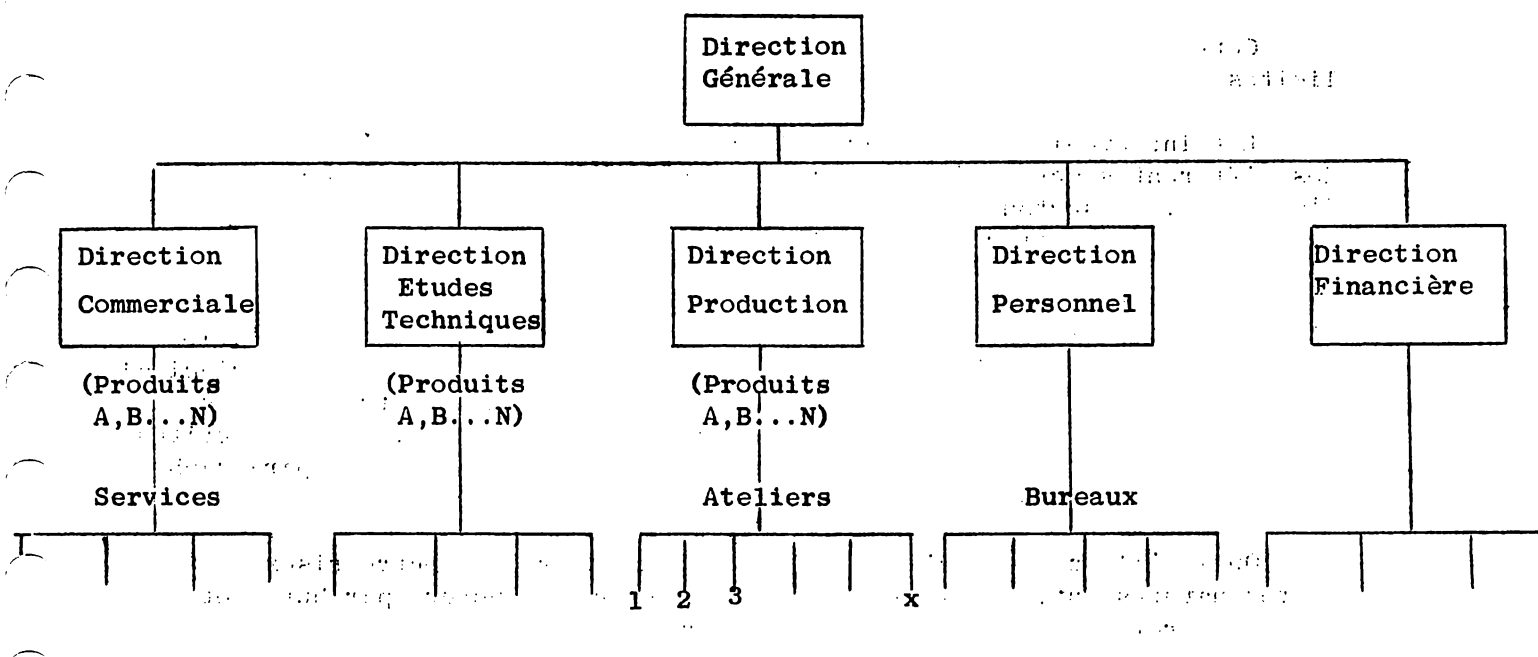 Direction
Générale
Direction
Commerciale
Direction
Etudes
Techniques
Direction
Production
Direction
Personnel
Direction
Financière
(Produits
A,B...N)
(Produits
A,B...N)
(Produits
A,B...N)
Services
Ateliers
Bureaux
1 2 3 x